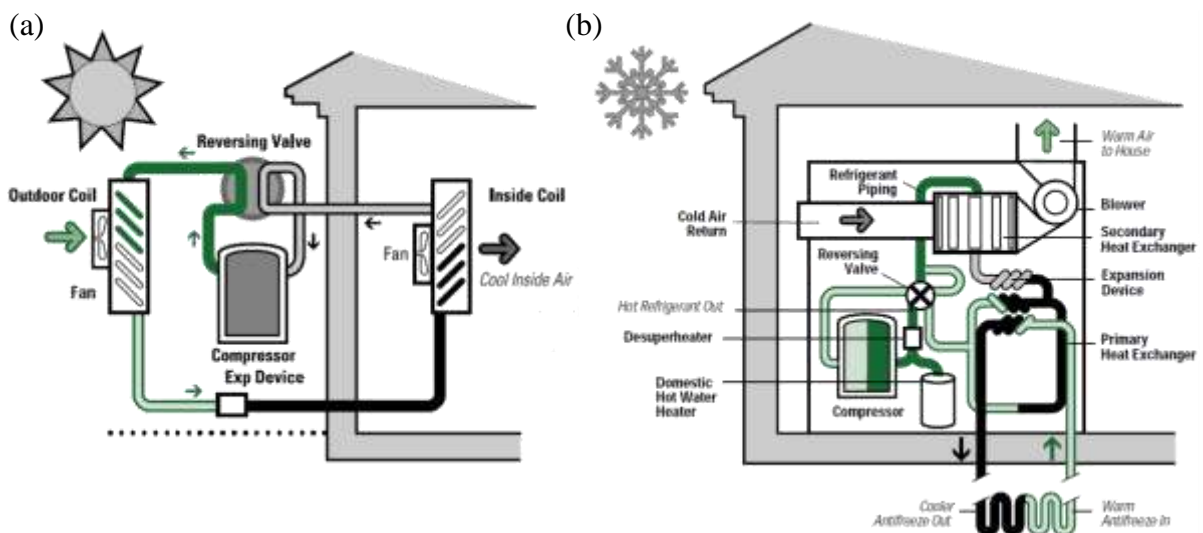 (a)
Reversing Valve
Outdoor Coil
Inside Coil
Fan
Fan
Cool Inside Air
Compressor
Exp Device
(b)
Warm Air
to House
Refrigerant
Piping
Blower
Cold Air
Return
Secondary
Heat Exchanger
Reversing
Valve
Expansion
Device
Hot Refrigerant Out
Desuperheater
Primary
Heat Exchanger
Domestic
Hot Water
Heater
Compressor
Cooler
Antifreeze Out
Warm
Antifreeze In